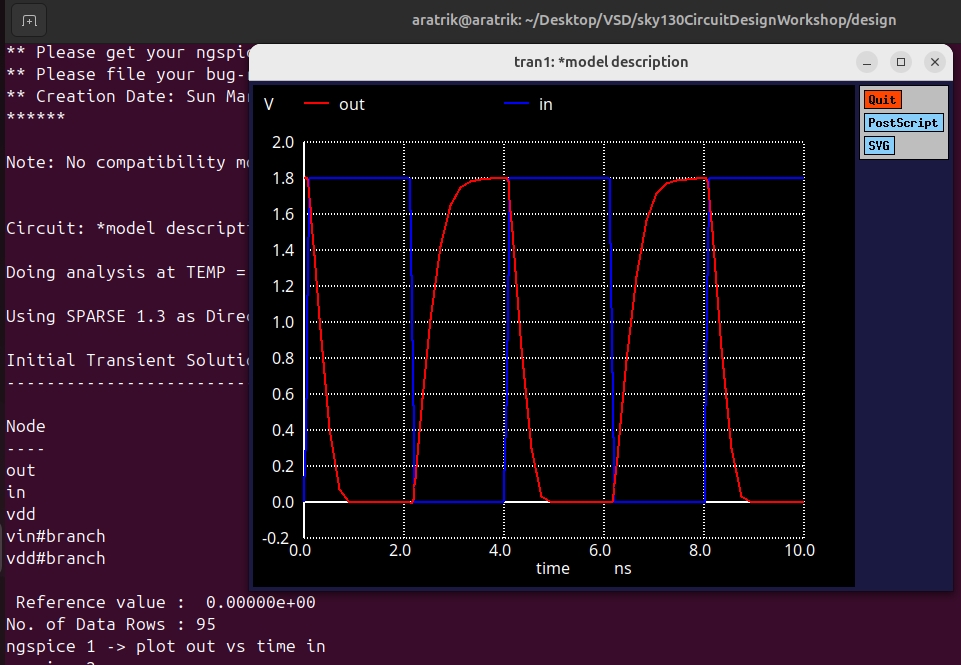 aratrik@aratrik: ~/Desktop/VSD/sky130CircuitDesignWorkshop/design
** Please get your ngspic
** Please file your bug-
** Creation Date: Sun Ma
******
Note: No compatibility m
Circuit: *model descript
Doing analysis at TEMP =
Using SPARSE 1.3 as Dire
Initial Transient Soluti
--------------------------
Node
----
out
in
vdd
vin#branch
vdd#branch
Reference value :  0.00000e+00
No. of Data Rows : 95
ngspice 1 -> plot out vs time in
tran1: *model description
Quit
PostScript
SVG
V out in
2.0
1.8
1.6
1.4
1.2
1.0
0.8
0.6
0.4
0.2
0.0
-0.2
0.0 2.0 4.0 6.0 8.0 10.0
time ns